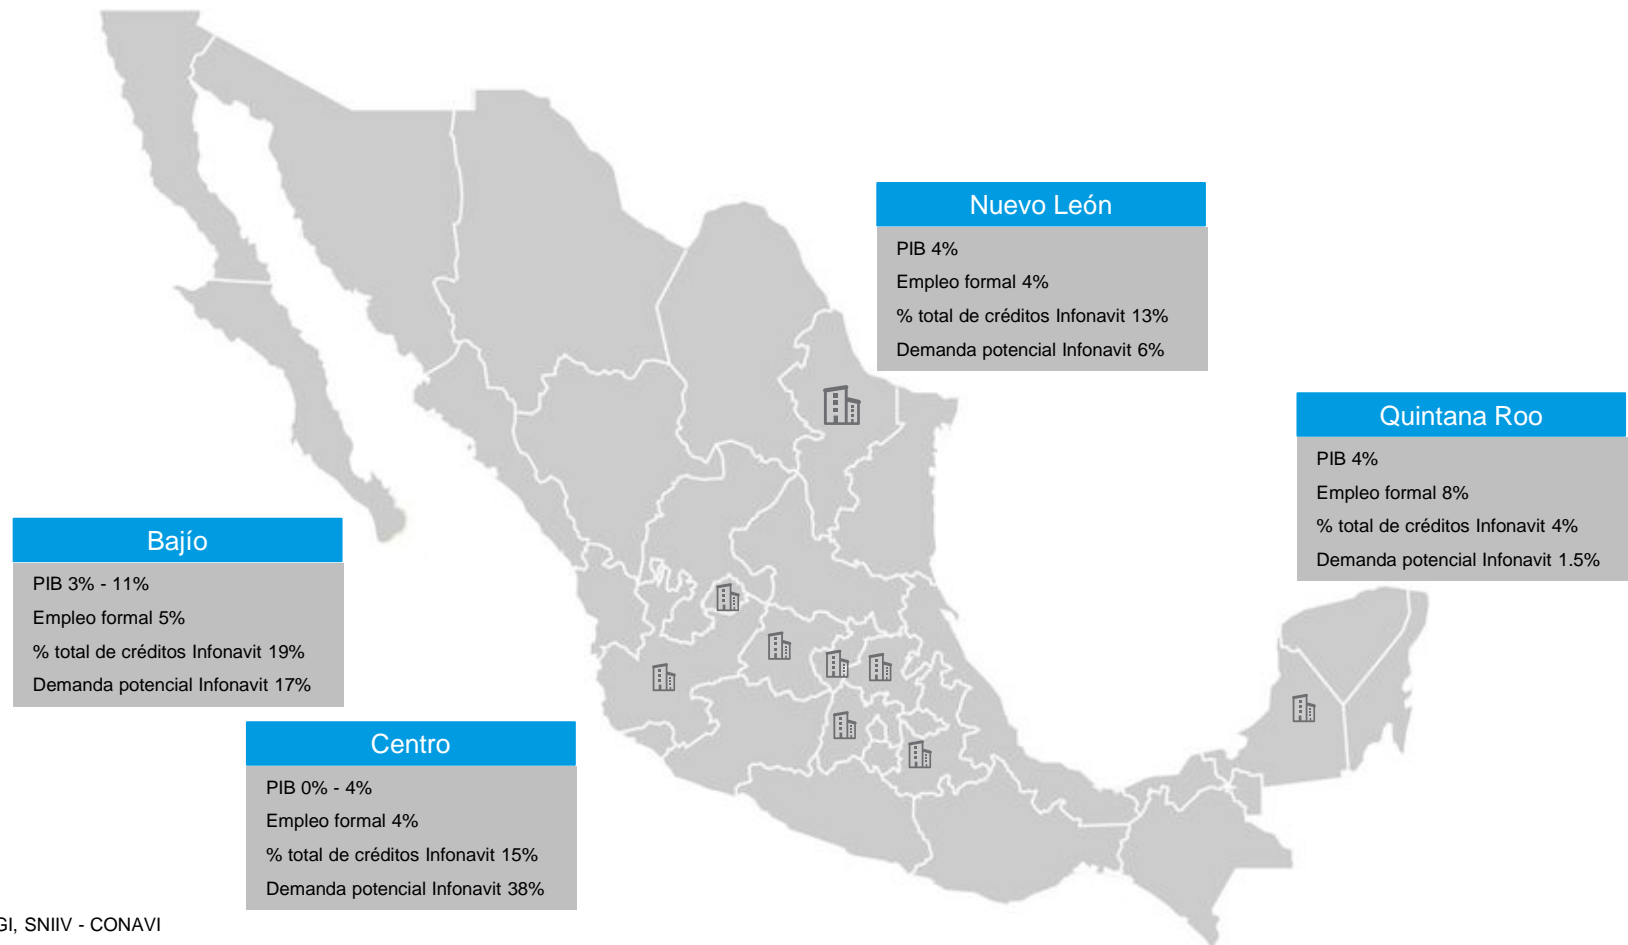 Nuevo León
PIB 4%
Empleo formal 4%
% total de créditos Infonavit 13%
Demanda potencial Infonavit 6%
Quintana Roo
PIB 4%
Empleo formal 8%
% total de créditos Infonavit 4%
Demanda potencial Infonavit 1.5%
Bajío
PIB 3% - 11%
Empleo formal 5%
% total de créditos Infonavit 19%
Demanda potencial Infonavit 17%
Centro
PIB 0% - 4%
Empleo formal 4%
% total de créditos Infonavit 15%
Demanda potencial Infonavit 38%
GI, SNIIV - CONAVI